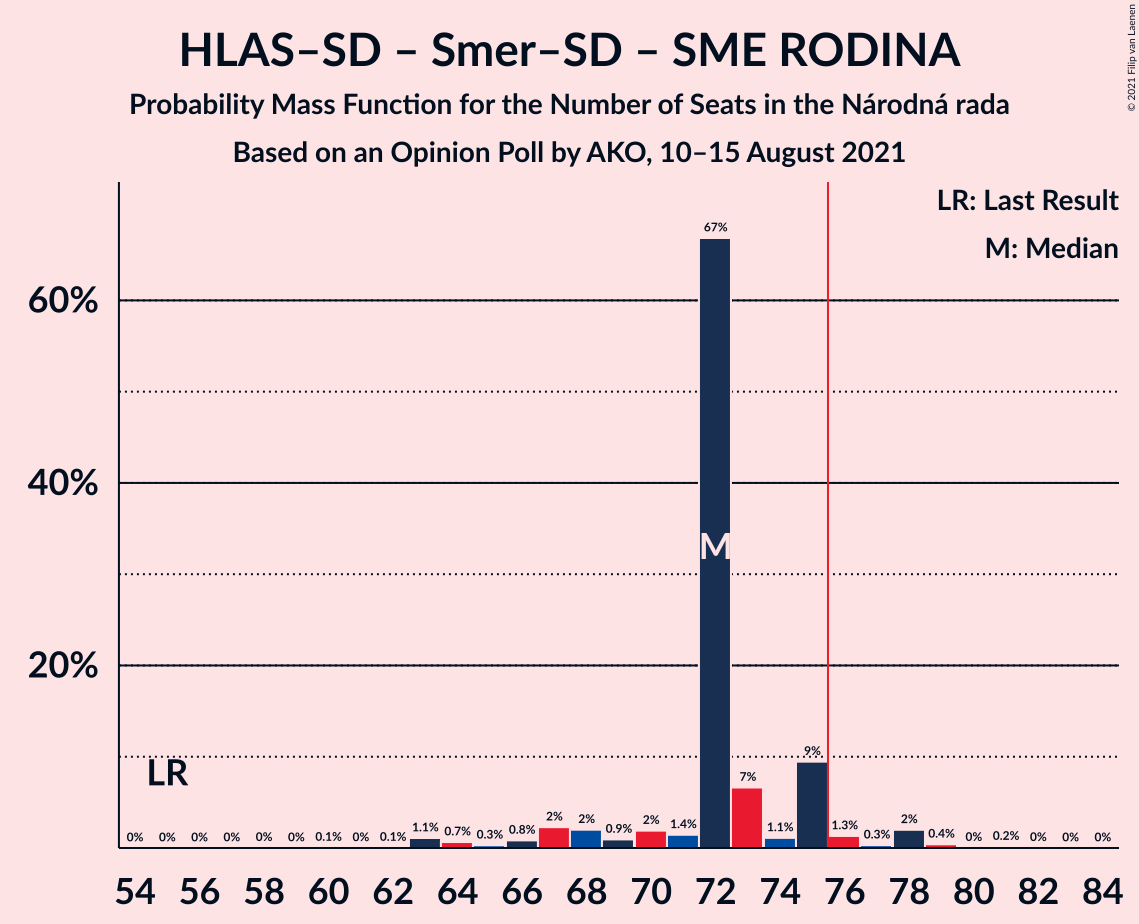 HLAS–SD – Smer–SD – SME RODINA
Probability Mass Function for the Number of Seats in the Národná rada
Based on an Opinion Poll by AKO, 10–15 August 2021
© 2021 Filip van Laenen
LR: Last Result
M: Median
60%
40%
20%
67%
M
LR
0% 0% 0% 0% 0% 0% 0.1% 0% 0.1% 1.1% 0.7% 0.3% 0.8% 2% 2% 0.9% 2% 1.4% 7% 1.1% 9% 1.3% 0.3% 2% 0.4% 0% 0.2% 0% 0% 0%
54 56 58 60 62 64 66 68 70 72 74 76 78 80 82 84